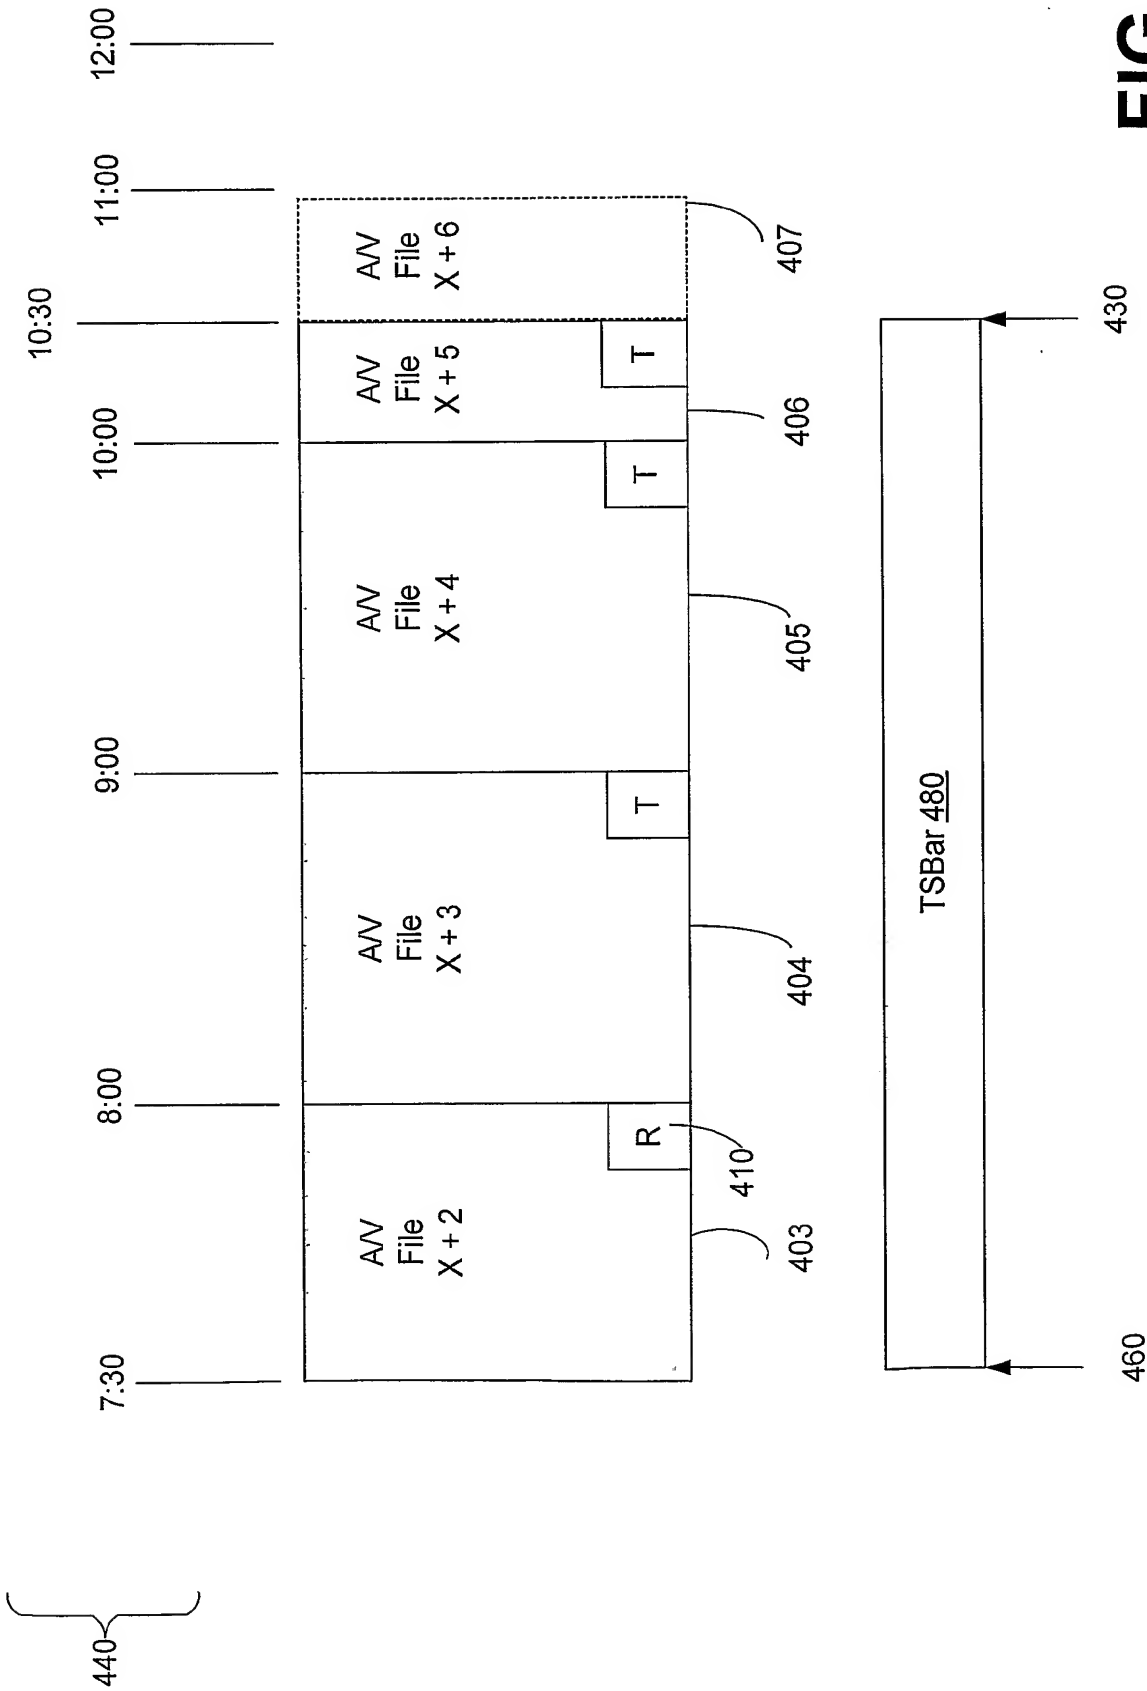 440
7:30
8:00
9:00
10:00
10:30
11:00
12:00
A/V
File
X + 2
A/V
File
X + 3
A/V
File
X + 4
A/V
File
X + 5
A/V
File
X + 6
R
T
T
T
410
403
404
405
406
407
TSBar 480
460
430
FIG